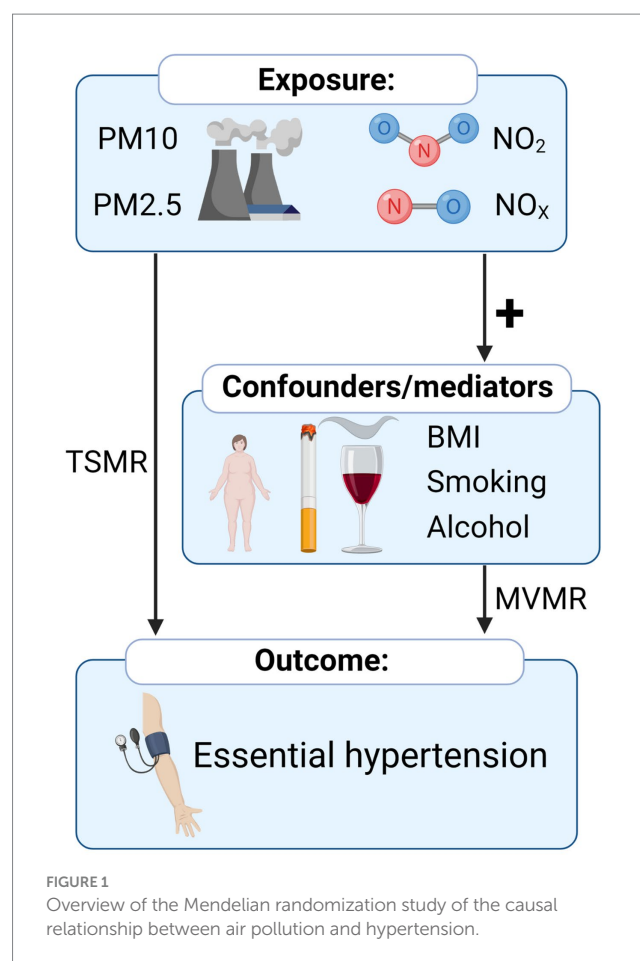 Exposure:
PM10
O O
N
NO₂
PM2.5
N O
NOₓ
+
Confounders/mediators
TSMR
BMI
Smoking
Alcohol
MVMR
Outcome:
Essential hypertension
FIGURE 1
Overview of the Mendelian randomization study of the causal
relationship between air pollution and hypertension.